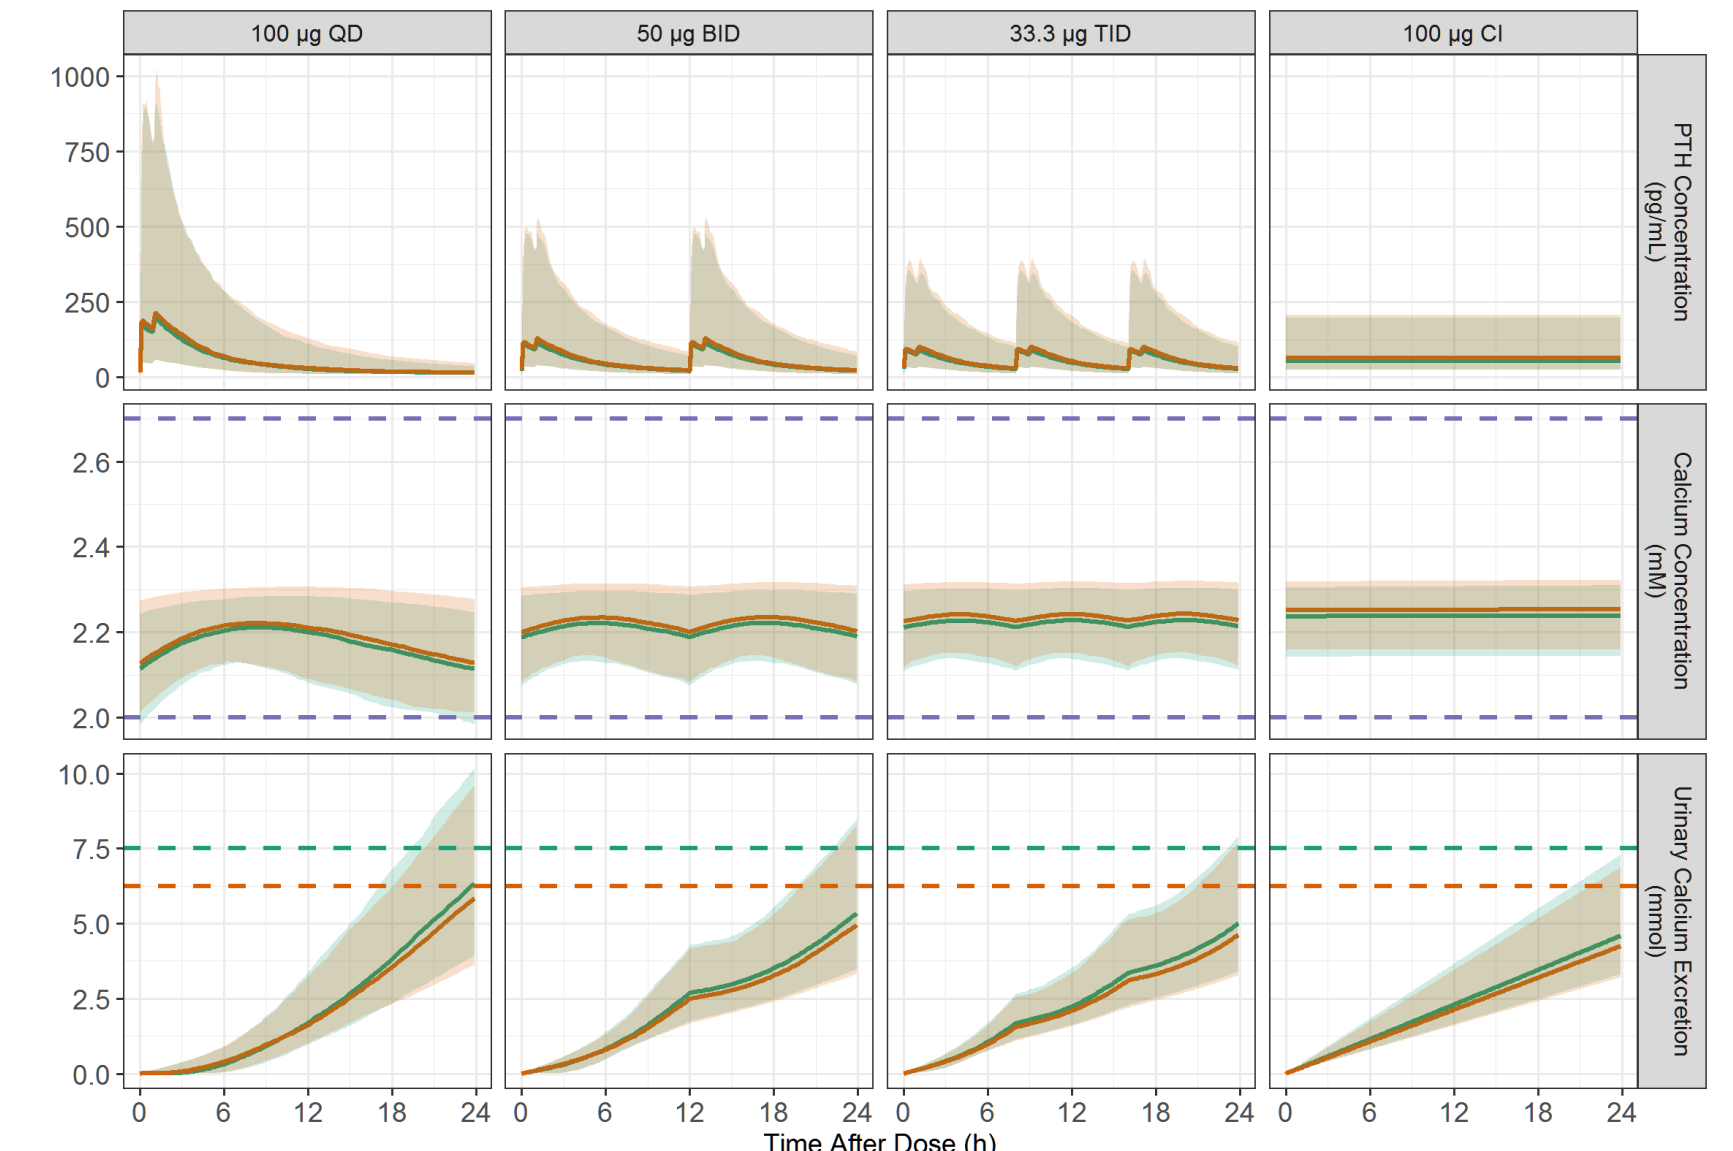 100 µg QD
50 µg BID
33.3 µg TID
100 µg CI
1000
750
500
250
0
PTH Concentration
(pg/mL)
2.6
2.4
2.2
2.0
Calcium Concentration
(mM)
10.0
7.5
5.0
2.5
0.0
Urinary Calcium Excretion
(mmol)
0 6 12 18 24 0 6 12 18 24 0 6 12 18 24 0 6 12 18 24
Time After Dose (h)